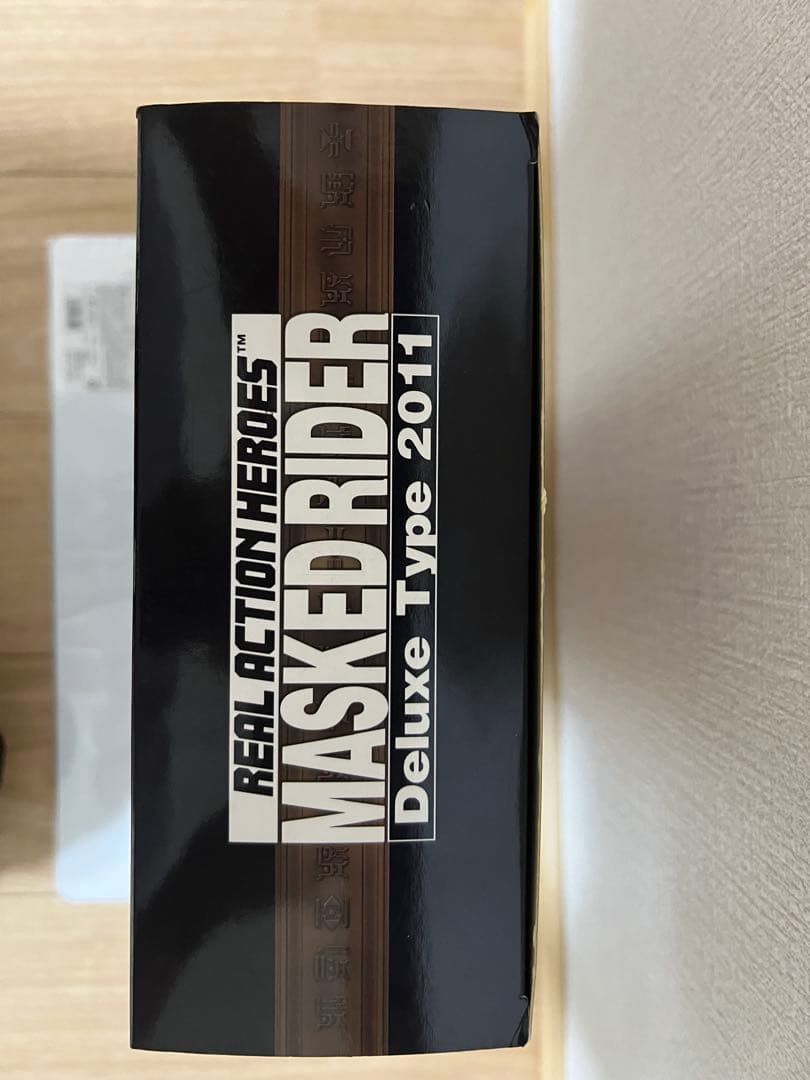 REAL ACTION HEROES™
MASKED RIDER
Deluxe Type 2011